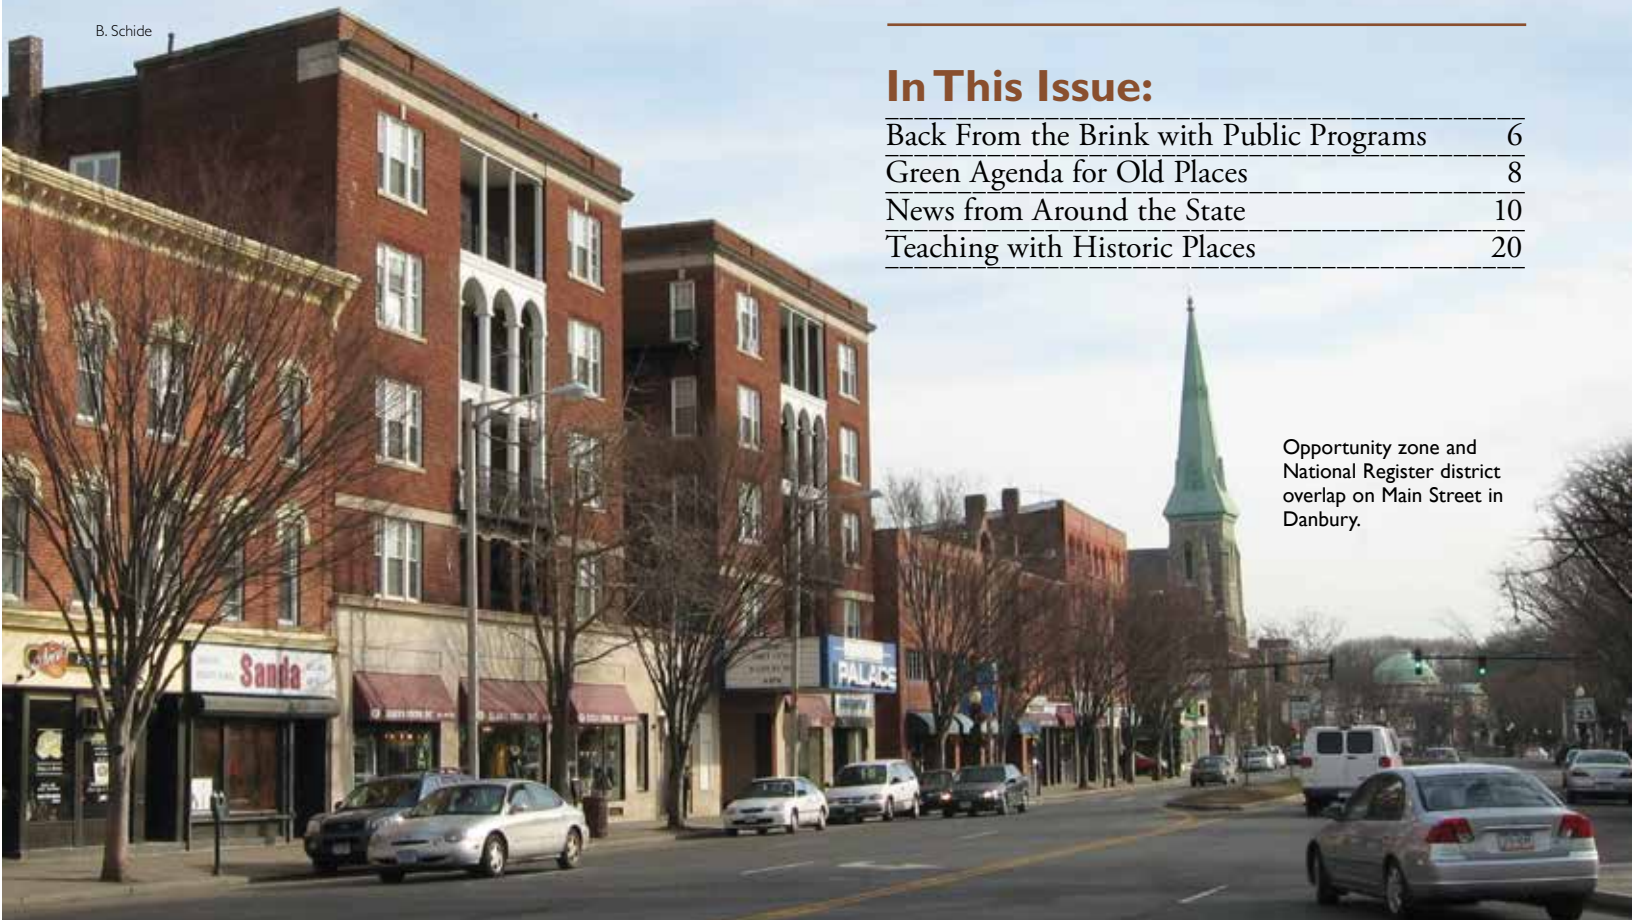 B. Schide
In This Issue:
Back From the Brink with Public Programs 6
Green Agenda for Old Places 8
News from Around the State 10
Teaching with Historic Places 20
Opportunity zone and
National Register district
overlap on Main Street in
Danbury.
Sanda
PALACE